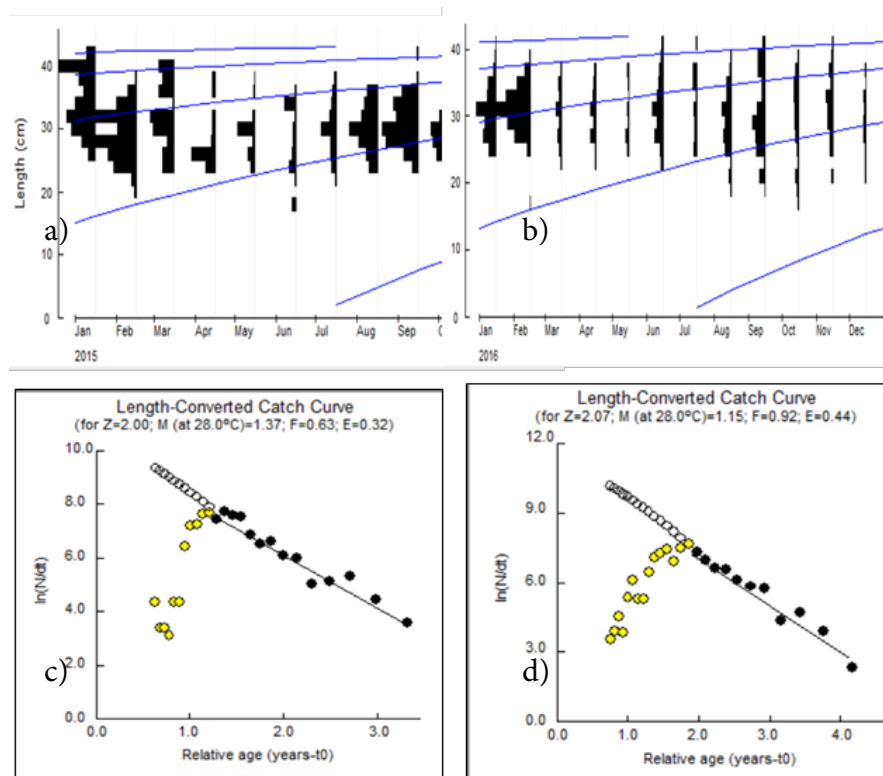 Length (cm)
40
30
20
10
0
a)
Jan Feb Mar Apr May Jun Jul Aug Sep O
2015
40
30
20
10
0
b)
Jan Feb Mar Apr May Jun Jul Aug Sep Oct Nov Dec
2016
Length-Converted Catch Curve
(for Z=2.00; M (at 28.0ºC)=1.37; F=0.63; E=0.32)
ln(N/dt)
10.0
8.0
6.0
4.0
2.0
0.0
c)
0.0 1.0 2.0 3.0
Relative age (years-t0)
Length-Converted Catch Curve
(for Z=2.07; M (at 28.0ºC)=1.15; F=0.92; E=0.44)
ln(N/dt)
12.0
9.0
6.0
3.0
0.0
d)
0.0 1.0 2.0 3.0 4.0
Relative age (years-t0)